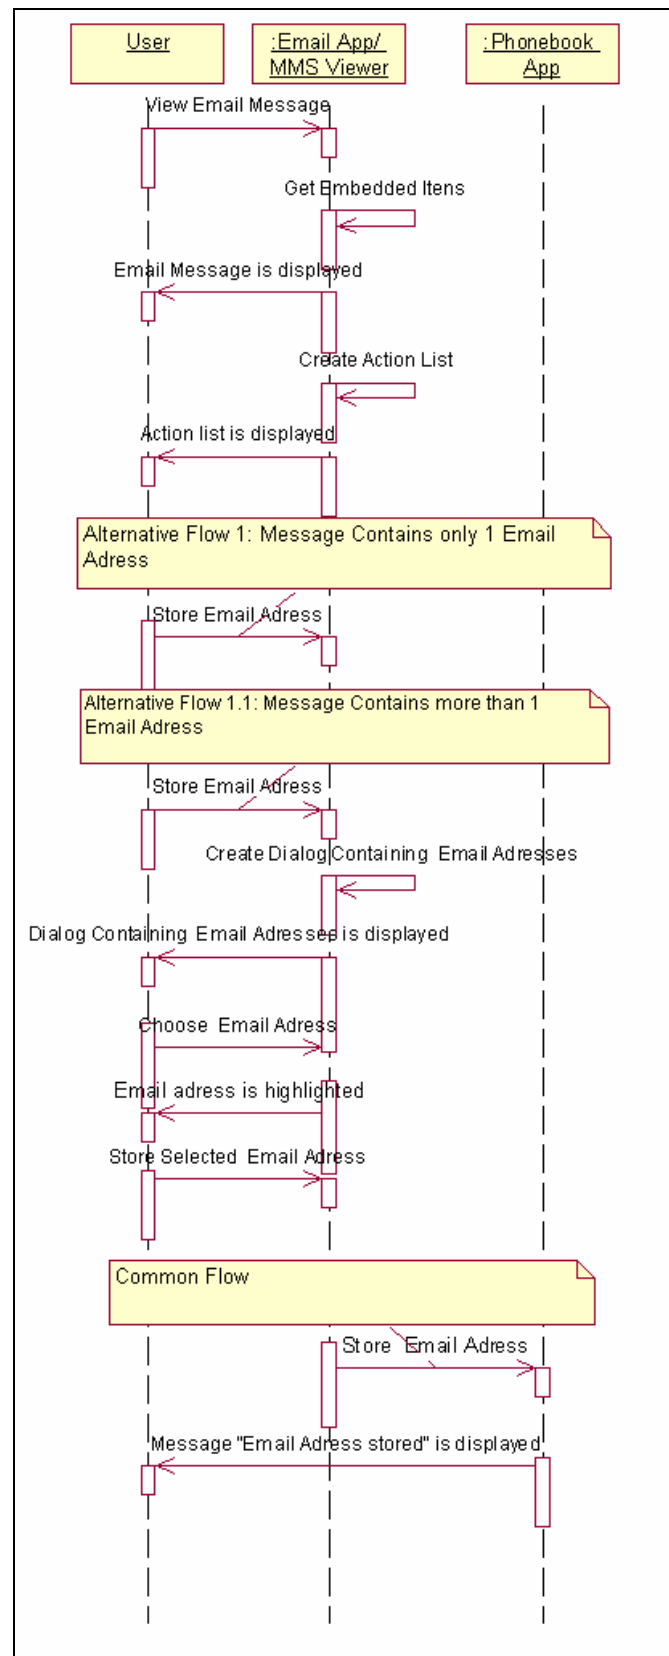 User
:Email App/
MMS Viewer
:Phonebook
App
View Email Message
Get Embedded Itens
Email Message is displayed
Create Action List
Action list is displayed
Alternative Flow 1: Message Contains only 1 Email
Adress
Store Email Adress
Alternative Flow 1.1: Message Contains more than 1
Email Adress
Store Email Adress
Create Dialog Containing Email Adresses
Dialog Containing Email Adresses is displayed
Choose Email Adress
Email adress is highlighted
Store Selected Email Adress
Common Flow
Store Email Adress
Message "Email Adress stored" is displayed